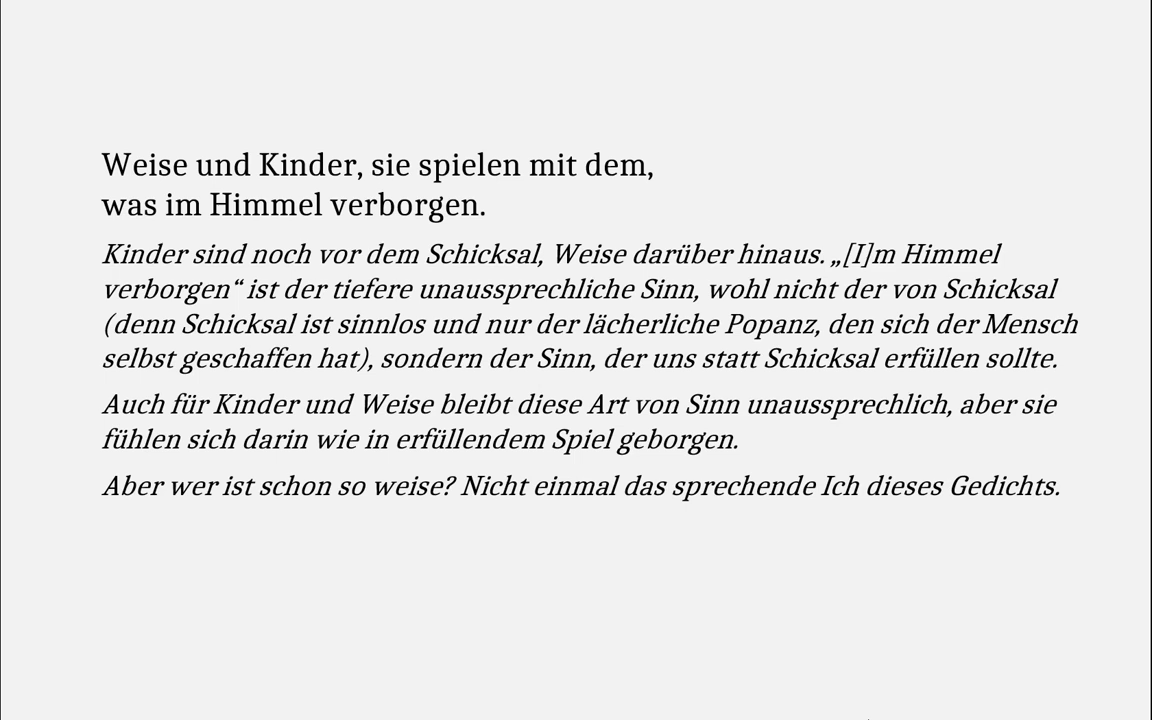 Weise und Kinder, sie spielen mit dem,
was im Himmel verborgen.
Kinder sind noch vor dem Schicksal, Weise darüber hinaus. „[I]m Himmel
verborgen“ ist der tiefere unaussprechliche Sinn, wohl nicht der von Schicksal
(denn Schicksal ist sinnlos und nur der lächerliche Popanz, den sich der Mensch
selbst geschaffen hat), sondern der Sinn, der uns statt Schicksal erfüllen sollte.
Auch für Kinder und Weise bleibt diese Art von Sinn unaussprechlich, aber sie
fühlen sich darin wie in erfüllendem Spiel geborgen.
Aber wer ist schon so weise? Nicht einmal das sprechende Ich dieses Gedichts.